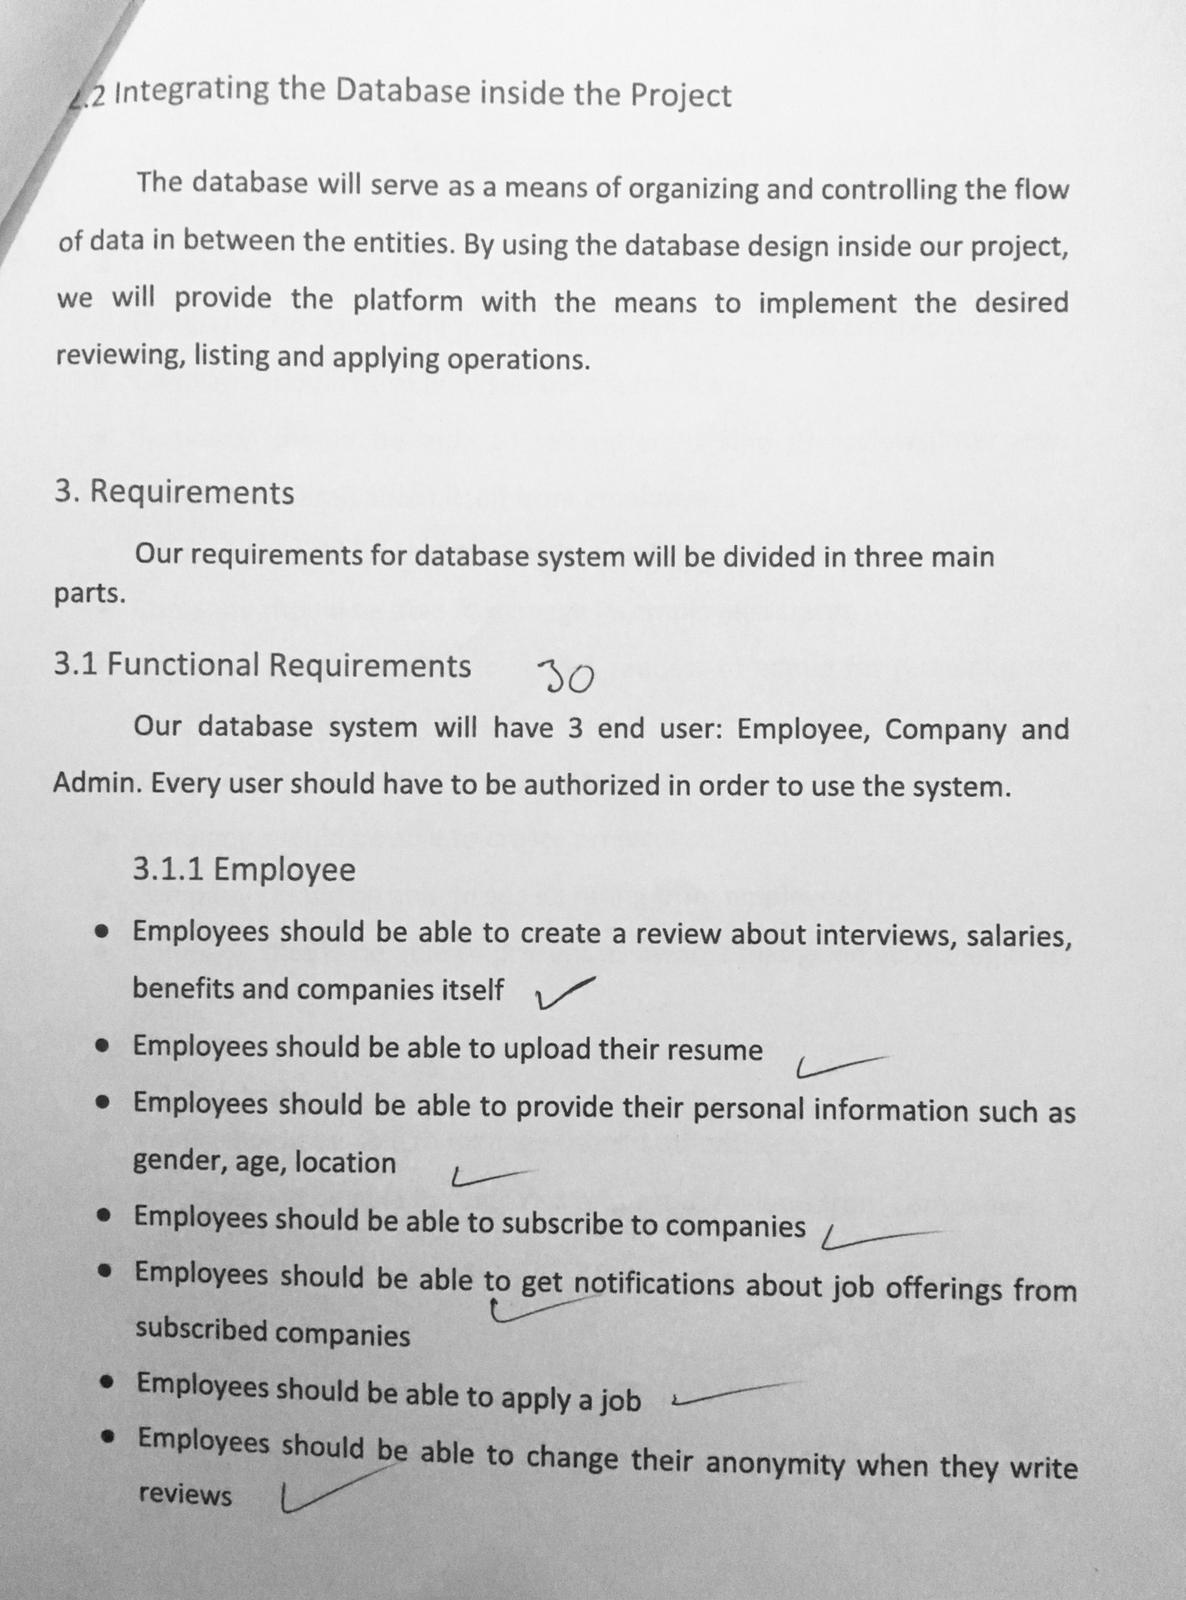 2.2 Integrating the Database inside the Project
The database will serve as a means of organizing and controlling the flow
of data in between the entities. By using the database design inside our project,
we will provide the platform with the means to implement the desired
reviewing, listing and applying operations.
3. Requirements
Our requirements for database system will be divided in three main
parts.
3.1 Functional Requirements 30
Our database system will have 3 end user: Employee, Company and
Admin. Every user should have to be authorized in order to use the system.
3.1.1 Employee
● Employees should be able to create a review about interviews, salaries,
benefits and companies itself ✓
● Employees should be able to upload their resume ✓
● Employees should be able to provide their personal information such as
gender, age, location ✓
● Employees should be able to subscribe to companies ✓
● Employees should be able to get notifications about job offerings from
subscribed companies ✓
● Employees should be able to apply a job ✓
● Employees should be able to change their anonymity when they write
reviews ✓